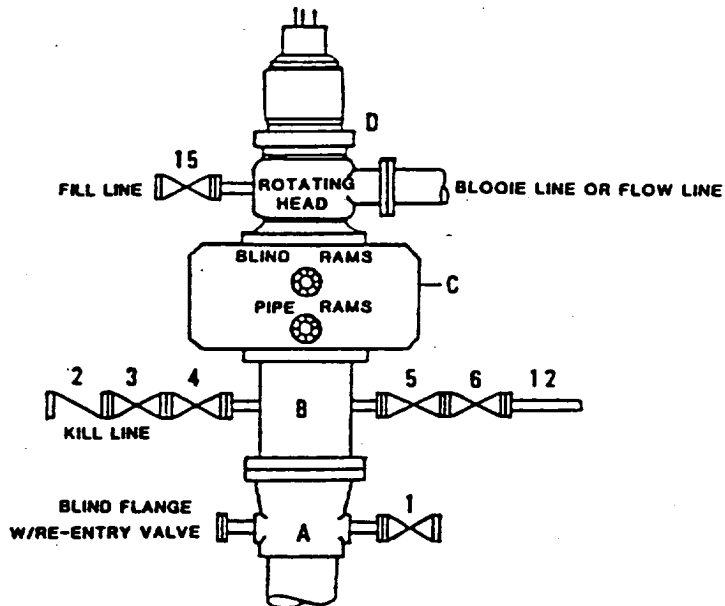 D
15
FILL LINE
ROTATING
HEAD
BLOOIE LINE OR FLOW LINE
BLIND RAMS
C
PIPE RAMS
2 3 4
5 6 12
B
KILL LINE
BLIND FLANGE
W/RE-ENTRY VALVE
A
1